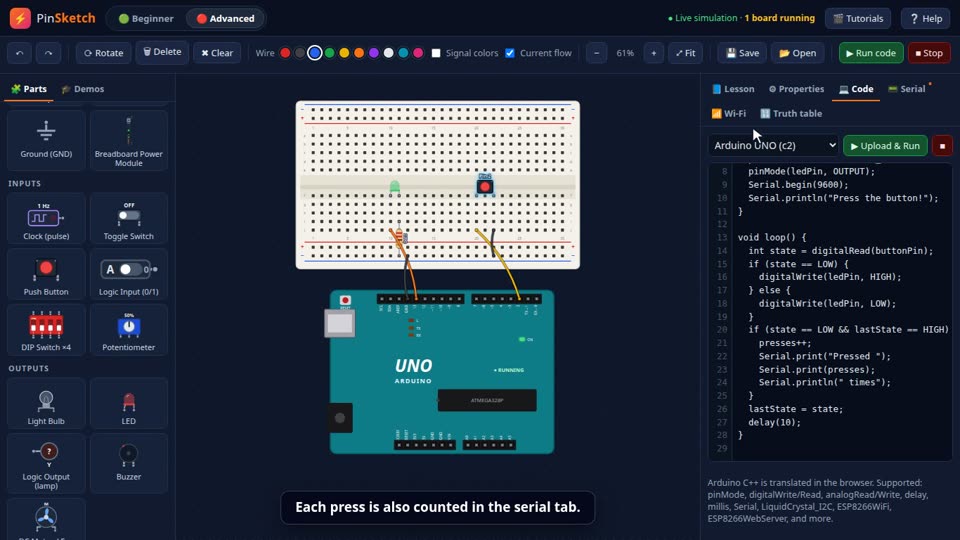 PinSketch
Beginner
Advanced
Live simulation · 1 board running
Tutorials
? Help
Rotate
Delete
Clear
Wire
Signal colors
Current flow
61%
Fit
Save
Open
Run code
Stop
Parts
Demos
Lesson
Properties
Code
Serial
Wi-Fi
Truth table
Ground (GND)
Breadboard Power
Module
INPUTS
1 Hz
Clock (pulse)
OFF
Toggle Switch
Push Button
A 0
Logic Input (0/1)
DIP Switch ×4
50%
Potentiometer
OUTPUTS
Light Bulb
LED
?
Y
Logic Output
(lamp)
Buzzer
UNO
ARDUINO
ON
RUNNING
ATMEGA328P
Each press is also counted in the serial tab.
Arduino UNO (c2)
Upload & Run
8 pinMode(ledPin, OUTPUT);
9 Serial.begin(9600);
10 Serial.println("Press the button!");
11 }
12
13 void loop() {
14 int state = digitalRead(buttonPin);
15 if (state == LOW) {
16 digitalWrite(ledPin, HIGH);
17 } else {
18 digitalWrite(ledPin, LOW);
19 }
20 if (state == LOW && lastState == HIGH)
21 presses++;
22 Serial.print("Pressed ");
23 Serial.print(presses);
24 Serial.println(" times");
25 }
26 lastState = state;
27 delay(10);
28 }
29
Arduino C++ is translated in the browser. Supported:
pinMode, digitalWrite/Read, analogRead/Write, delay,
millis, Serial, LiquidCrystal_I2C, ESP8266WiFi,
ESP8266WebServer, and more.